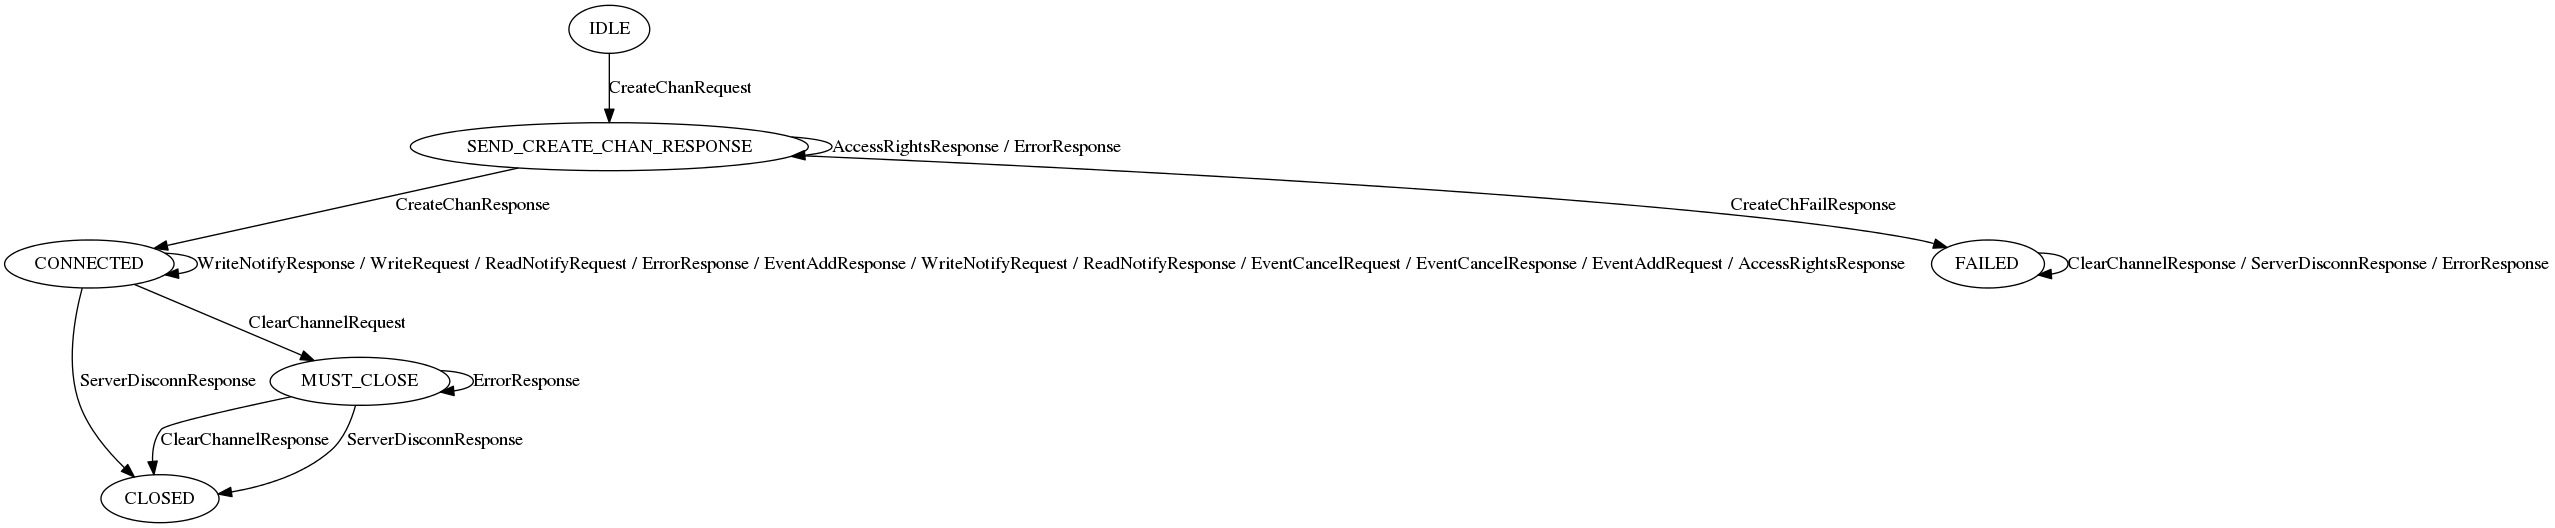 IDLE
CreateChanRequest
SEND_CREATE_CHAN_RESPONSE
AccessRightsResponse / ErrorResponse
CreateChanResponse
CreateChFailResponse
CONNECTED
WriteNotifyResponse / WriteRequest / ReadNotifyRequest / ErrorResponse / EventAddResponse / WriteNotifyRequest / ReadNotifyResponse / EventCancelRequest / EventCancelResponse / EventAddRequest / AccessRightsResponse
FAILED
ClearChannelResponse / ServerDisconnResponse / ErrorResponse
ClearChannelRequest
ServerDisconnResponse
MUST_CLOSE
ErrorResponse
ClearChannelResponse
ServerDisconnResponse
CLOSED